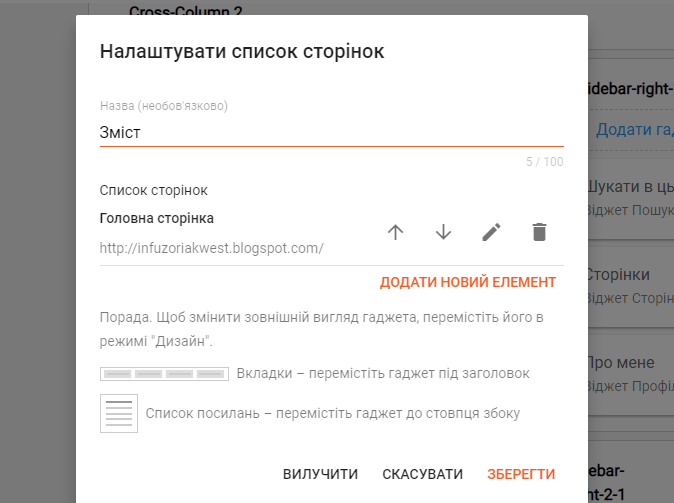 Cross-Column 2
Налаштувати список сторінок
Назва (необов'язково)
Зміст
5 / 100
Список сторінок
Головна сторінка
http://infuzoriakwest.blogspot.com/
ДОДАТИ НОВИЙ ЕЛЕМЕНТ
Порада. Щоб змінити зовнішній вигляд гаджета, перемістіть його в
режимі "Дизайн".
Вкладки – перемістіть гаджет під заголовок
Список посилань – перемістіть гаджет до стовпця збоку
ВИЛУЧИТИ СКАСУВАТИ ЗБЕРЕГТИ
idebar-right-
Додати га
Шукати в ць
Віджет Пошук
Сторінки
Віджет Сторін
Про мене
Віджет Профіл
ebar-
ht-2-1